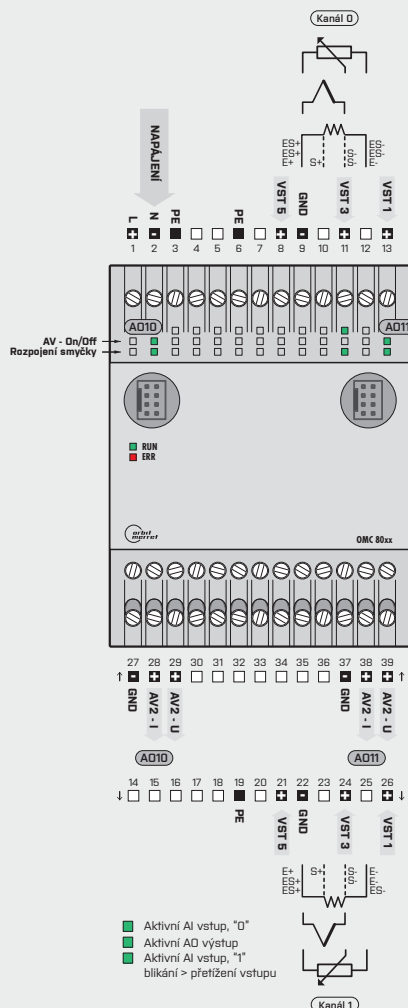 Kanál 0
ES+ ES-
ES+ S- ES-
E+ S+ S- E-
NAPÁJENÍ
VST 5
GND
VST 3
VST 1
L
N
PE
PE
1 2 3 4 5 6 7 8 9 10 11 12 13
AO10 AO11
AV - On/Off
Rozpojení smyčky
RUN
ERR
orbit merret
OMC 80xx
27 28 29 30 31 32 33 34 35 36 37 38 39
↑ ↑
GND
AV2 - I
AV2 - U
GND
AV2 - I
AV2 - U
AO10 AO11
14 15 16 17 18 19 20 21 22 23 24 25 26
↓ ↓
PE
VST 5
GND
VST 3
VST 1
E+ S+ S- E-
ES+ S- E-
ES+ ES-
Aktivní AI vstup, "0"
Aktivní AO výstup
Aktivní AI vstup, "1"
blikání > přetížení vstupu
Kanál 1